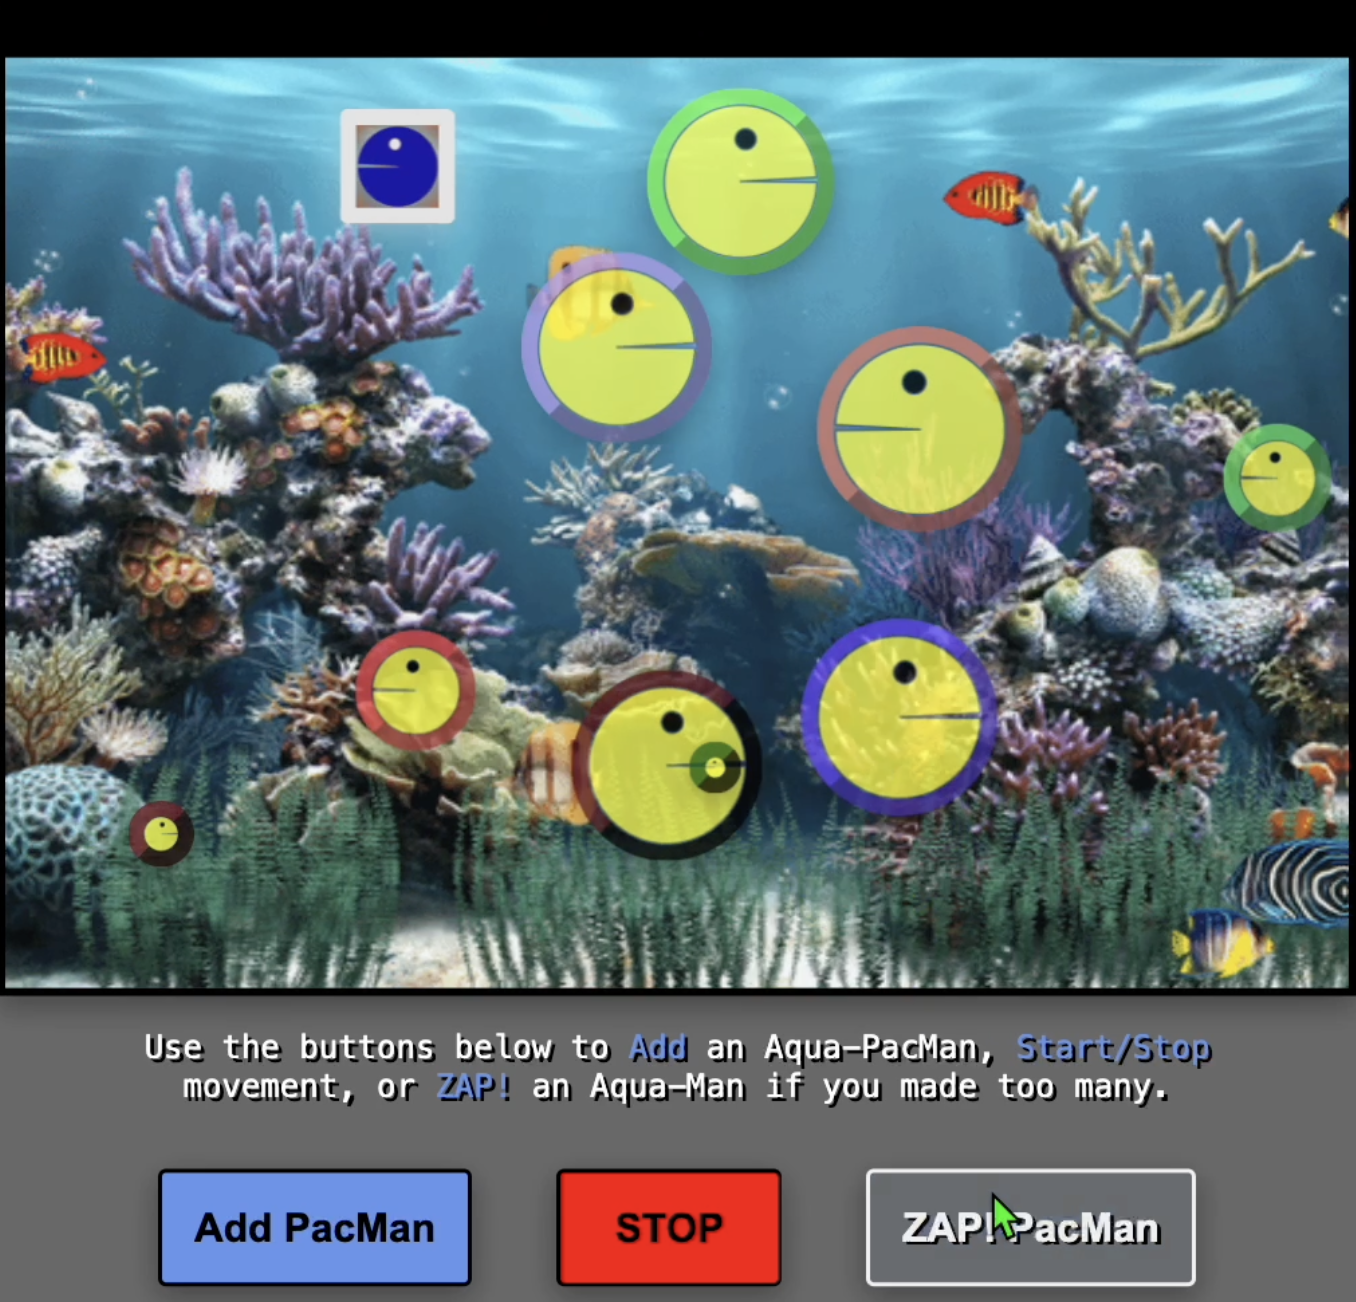 Use the buttons below to Add an Aqua-PacMan, Start/Stop
movement, or ZAP! an Aqua-Man if you made too many.
Add PacMan
STOP
ZAP! PacMan